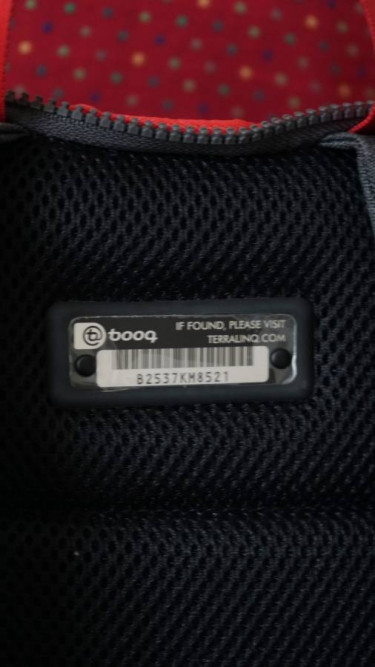 booq
IF FOUND, PLEASE VISIT
TERRALINQ.COM
B2537KM8521